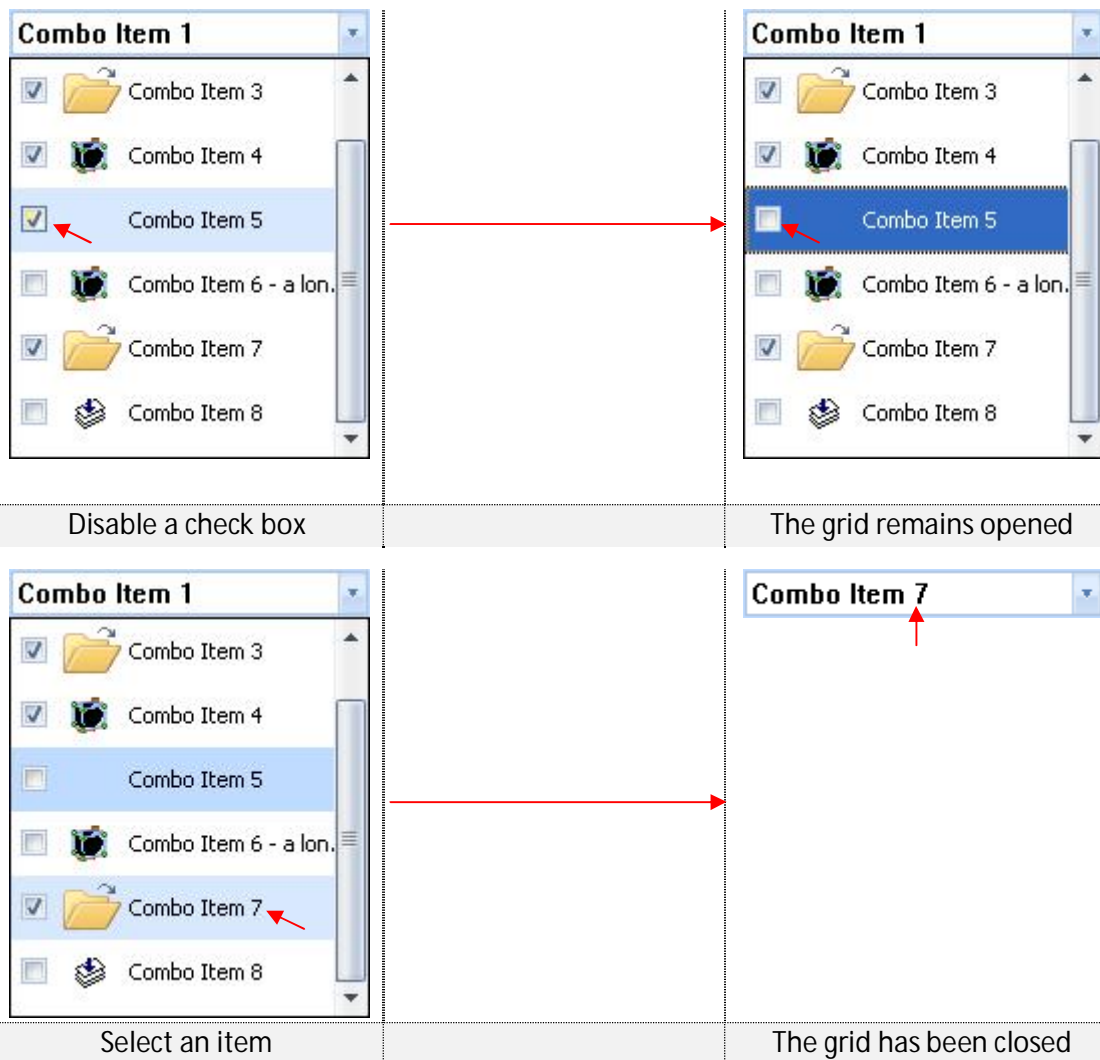 Combo Item 1
Combo Item 3
Combo Item 4
Combo Item 5
Combo Item 6 - a lon.
Combo Item 7
Combo Item 8
Disable a check box
Combo Item 1
Combo Item 3
Combo Item 4
Combo Item 5
Combo Item 6 - a lon.
Combo Item 7
Combo Item 8
The grid remains opened
Combo Item 1
Combo Item 3
Combo Item 4
Combo Item 5
Combo Item 6 - a lon.
Combo Item 7
Combo Item 8
Select an item
Combo Item 7
The grid has been closed